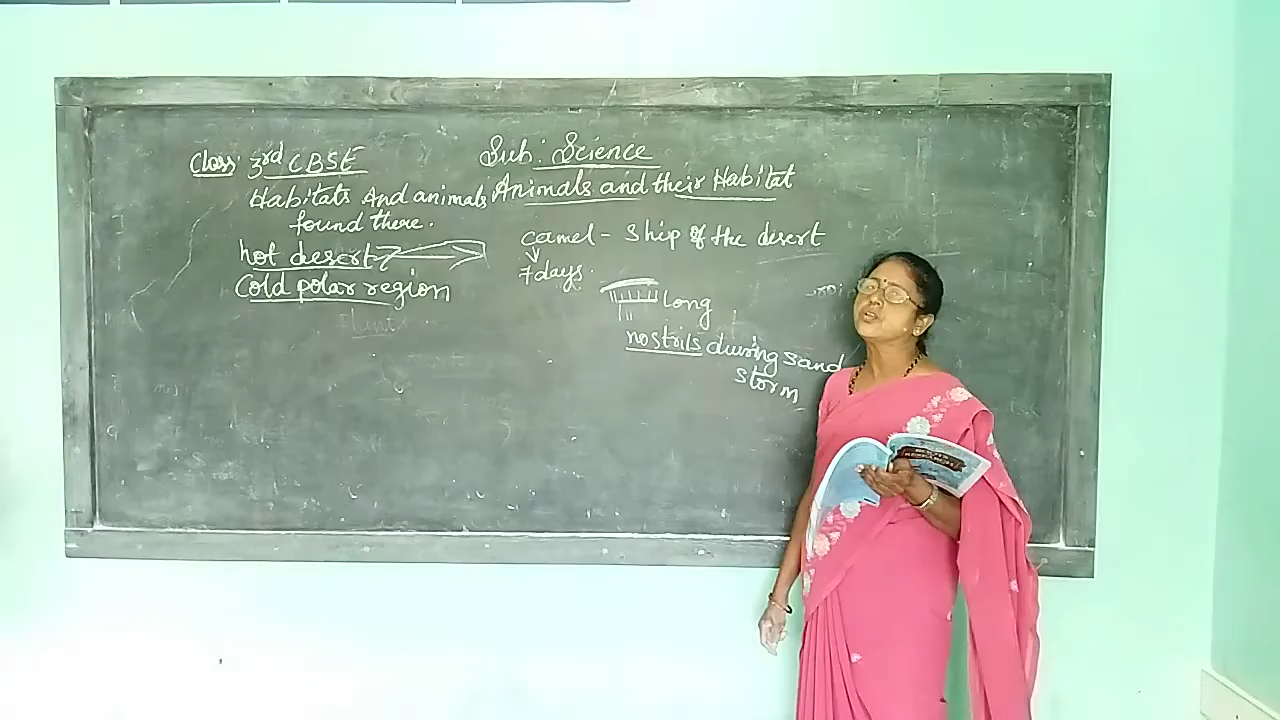 Class: 3rd CBSE
Sub: Science
Habitats And animals found there.
Animals and their Habitat
hot desert
Cold polar region
camel - ship of the desert
7 days.
long
nostrils during sand
storm